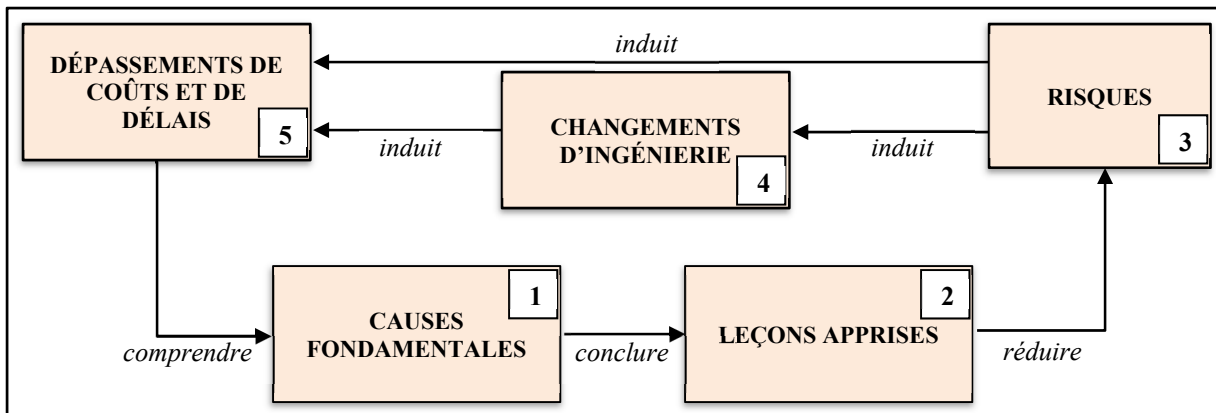 induit
DÉPASSEMENTS DE
COÛTS ET DE
DÉLAIS
5
RISQUES
3
CHANGEMENTS
D’INGÉNIERIE
4
induit
induit
CAUSES
FONDAMENTALES
1
LEÇONS APPRISES
2
comprendre
conclure
réduire